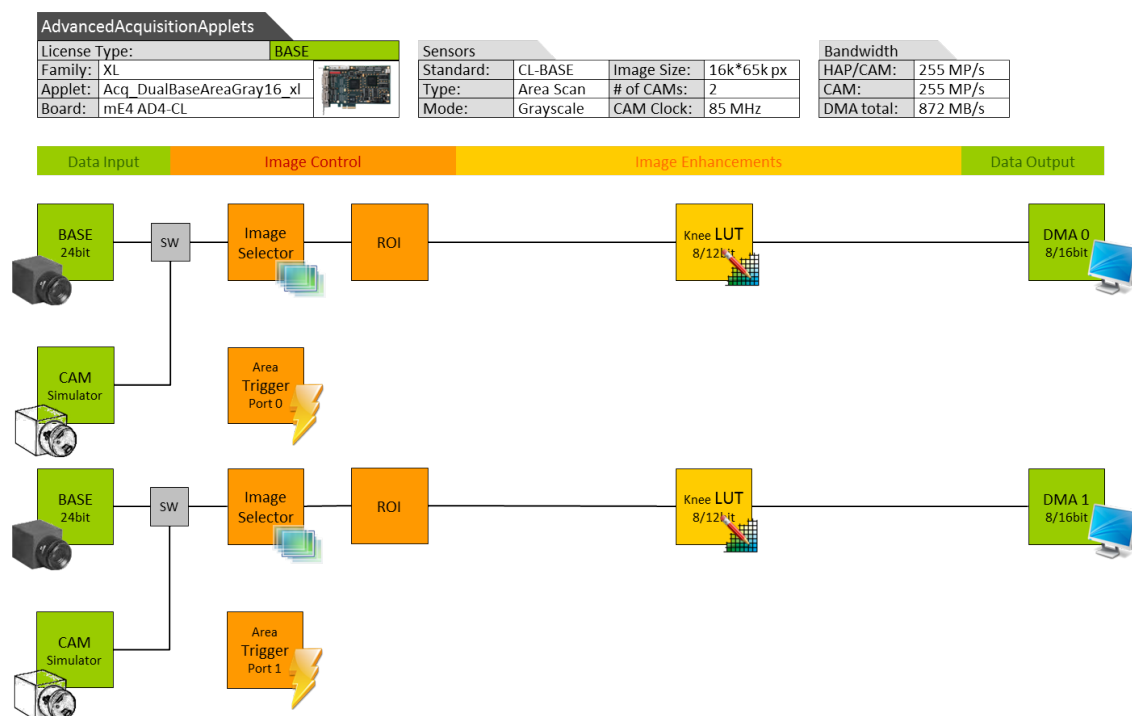 AdvancedAcquisitionApplets
License Type: BASE
Family: XL
Applet: Acq_DualBaseAreaGray16_xl
Board: mE4 AD4-CL
Sensors
Standard: CL-BASE Image Size: 16k*65k px
Type: Area Scan # of CAMs: 2
Mode: Grayscale CAM Clock: 85 MHz
Bandwidth
HAP/CAM: 255 MP/s
CAM: 255 MP/s
DMA total: 872 MB/s
Data Input Image Control Image Enhancements Data Output
BASE
24bit
SW
Image
Selector
ROI
Knee LUT
8/12bit
DMA 0
8/16bit
CAM
Simulator
Area
Trigger
Port 0
BASE
24bit
SW
Image
Selector
ROI
Knee LUT
8/12bit
DMA 1
8/16bit
CAM
Simulator
Area
Trigger
Port 1